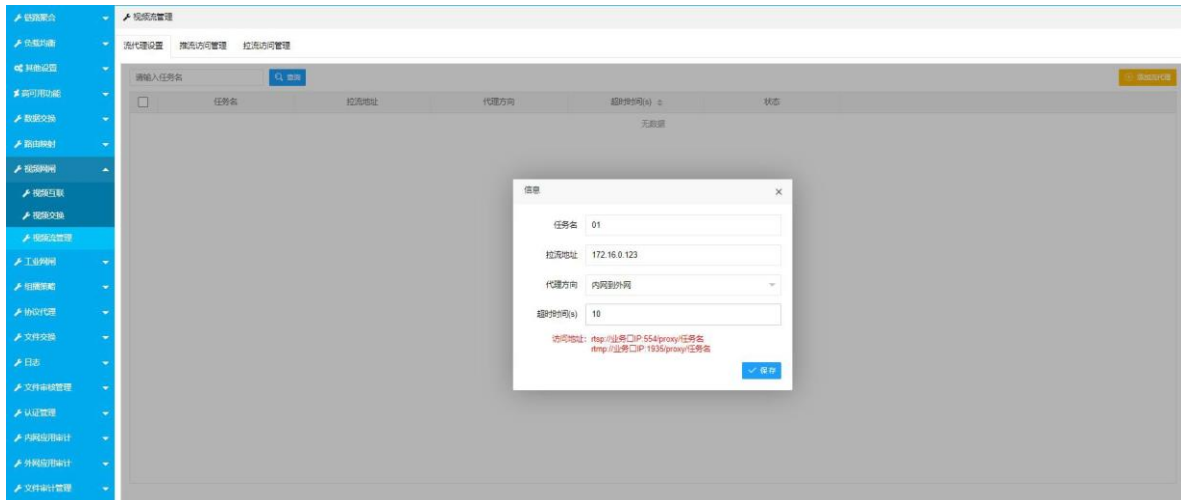 链路聚合
负载均衡
其他设置
高可用功能
数据交换
路由映射
视频网闸
视频互联
视频交换
视频流管理
工业网闸
组播策略
协议代理
文件交换
日志
文件审核管理
认证管理
内网应用审计
外网应用审计
文件审计管理
视频流管理
流代理设置 推流访问管理 拉流访问管理
请输入任务名 查询 添加流代理
任务名 拉流地址 代理方向 超时时间(s) 状态
无数据
信息
任务名 01
拉流地址 172.16.0.123
代理方向 内网到外网
超时时间(s) 10
访问地址: rtsp://业务口IP:554/proxy/任务名
rtmp://业务口IP:1935/proxy/任务名
保存